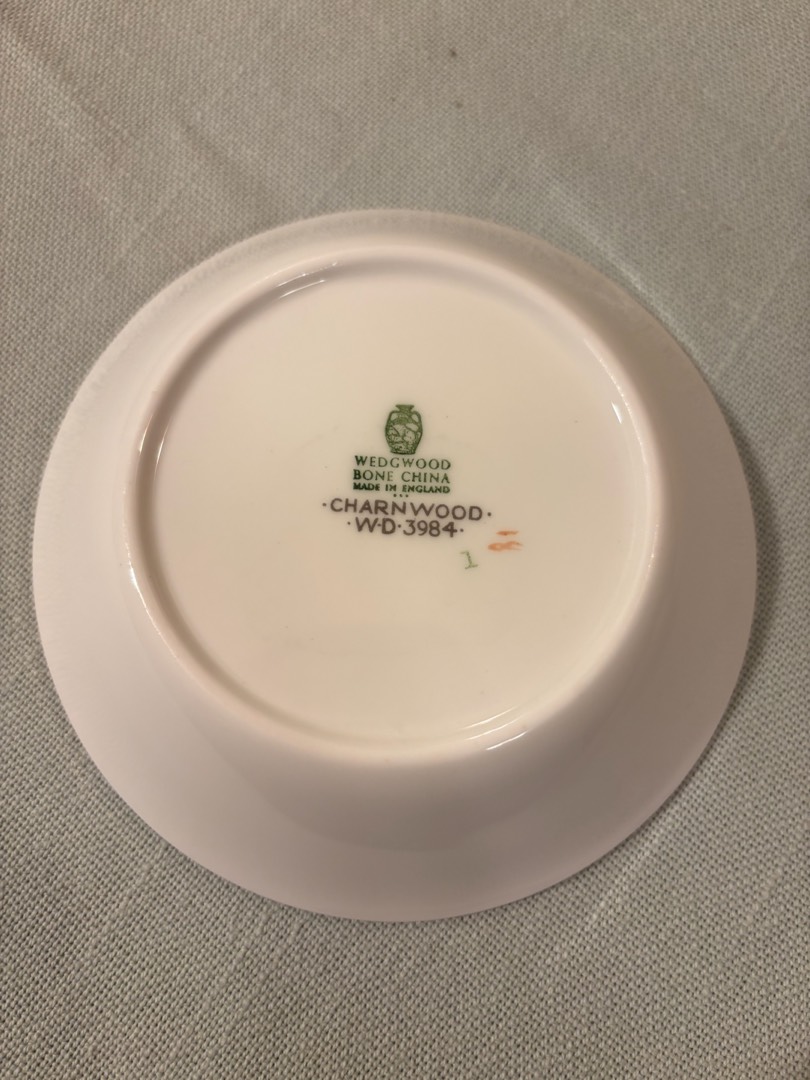 WEDGWOOD
BONE CHINA
MADE IN ENGLAND
·CHARNWOOD·
·W·D·3984·
1